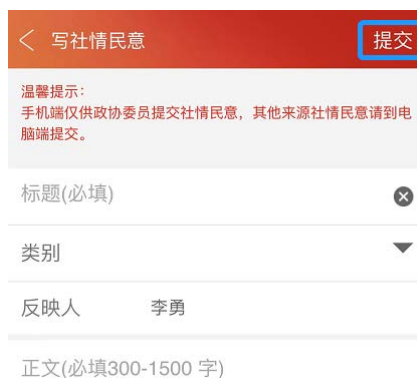 写社情民意
提交
温馨提示：
手机端仅供政协委员提交社情民意，其他来源社情民意请到电
脑端提交。
标题(必填)
类别
反映人 李勇
正文(必填300-1500 字)